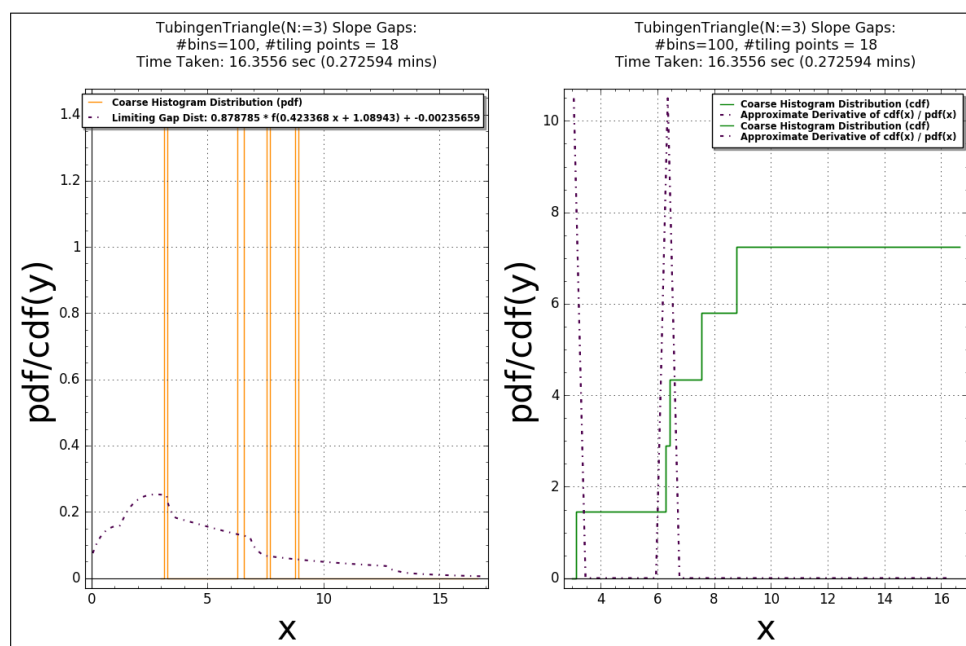 TubingenTriangle(N:=3) Slope Gaps:
#bins=100, #tiling points = 18
Time Taken: 16.3556 sec (0.272594 mins)
Coarse Histogram Distribution (pdf)
Limiting Gap Dist: 0.878785 * f(0.423368 x + 1.08943) + -0.00235659
1.4
1.2
1
0.8
0.6
0.4
0.2
0
0
5
10
15
pdf/cdf(y)
x
TubingenTriangle(N:=3) Slope Gaps:
#bins=100, #tiling points = 18
Time Taken: 16.3556 sec (0.272594 mins)
Coarse Histogram Distribution (cdf)
Approximate Derivative of cdf(x) / pdf(x)
Coarse Histogram Distribution (cdf)
Approximate Derivative of cdf(x) / pdf(x)
10
8
6
4
2
0
4
6
8
10
12
14
16
pdf/cdf(y)
x